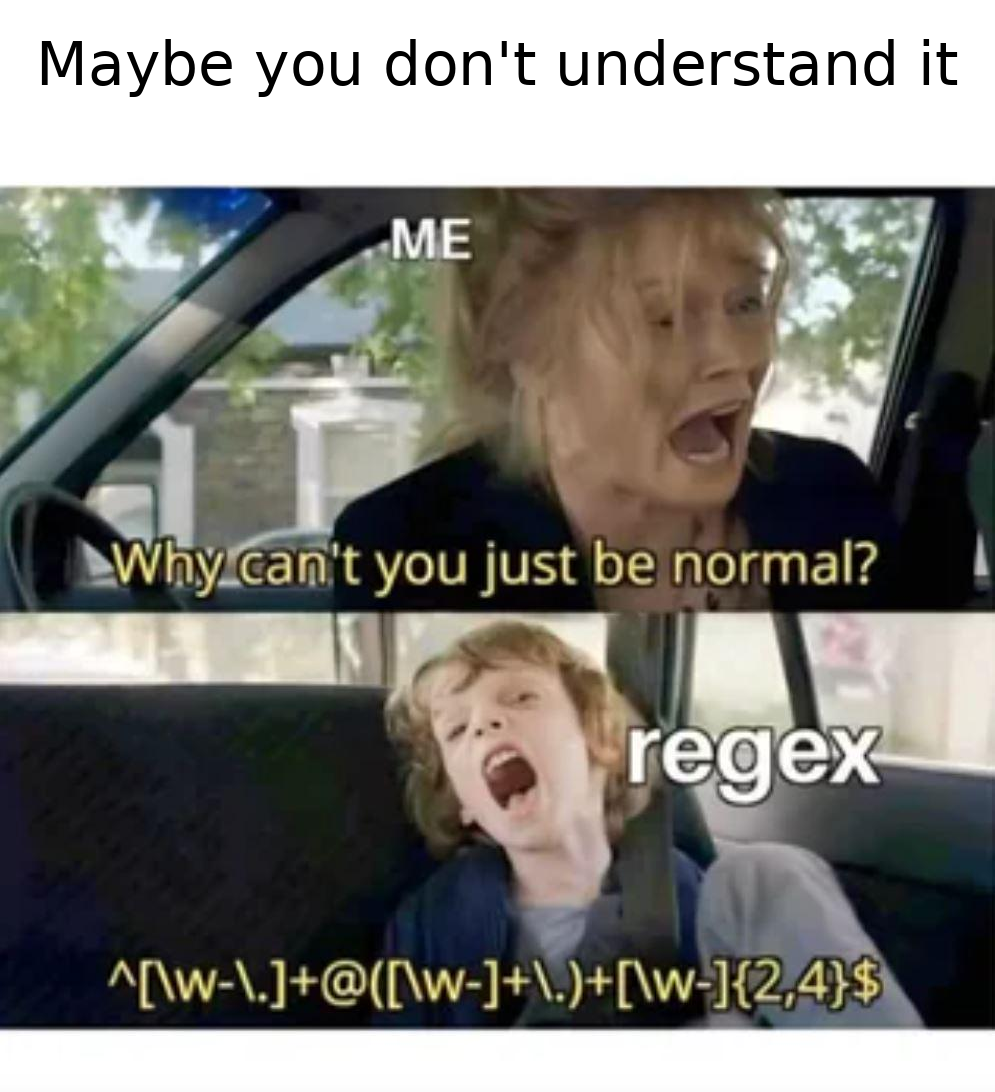 Maybe you don't understand it
ME
Why can't you just be normal?
regex
^[\w-\.]+@([\w-]+\.)+[\w-]{2,4}$